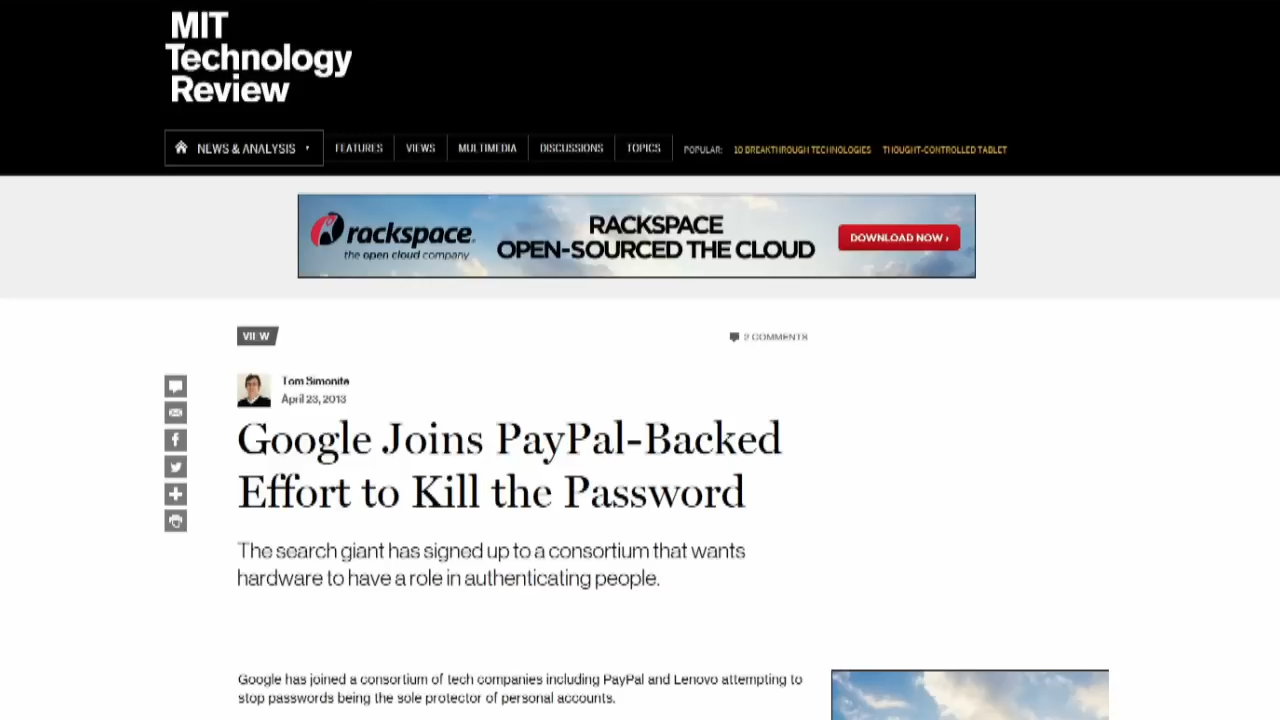 MIT
Technology
Review
NEWS & ANALYSIS
FEATURES
VIEWS
MULTIMEDIA
DISCUSSIONS
TOPICS
POPULAR:
10 BREAKTHROUGH TECHNOLOGIES
THOUGHT-CONTROLLED TABLET
rackspace
the open cloud company
RACKSPACE
OPEN-SOURCED THE CLOUD
DOWNLOAD NOW ›
VIEW
2 COMMENTS
Tom Simonite
April 23, 2013
Google Joins PayPal-Backed
Effort to Kill the Password
The search giant has signed up to a consortium that wants
hardware to have a role in authenticating people.
Google has joined a consortium of tech companies including PayPal and Lenovo attempting to
stop passwords being the sole protector of personal accounts.